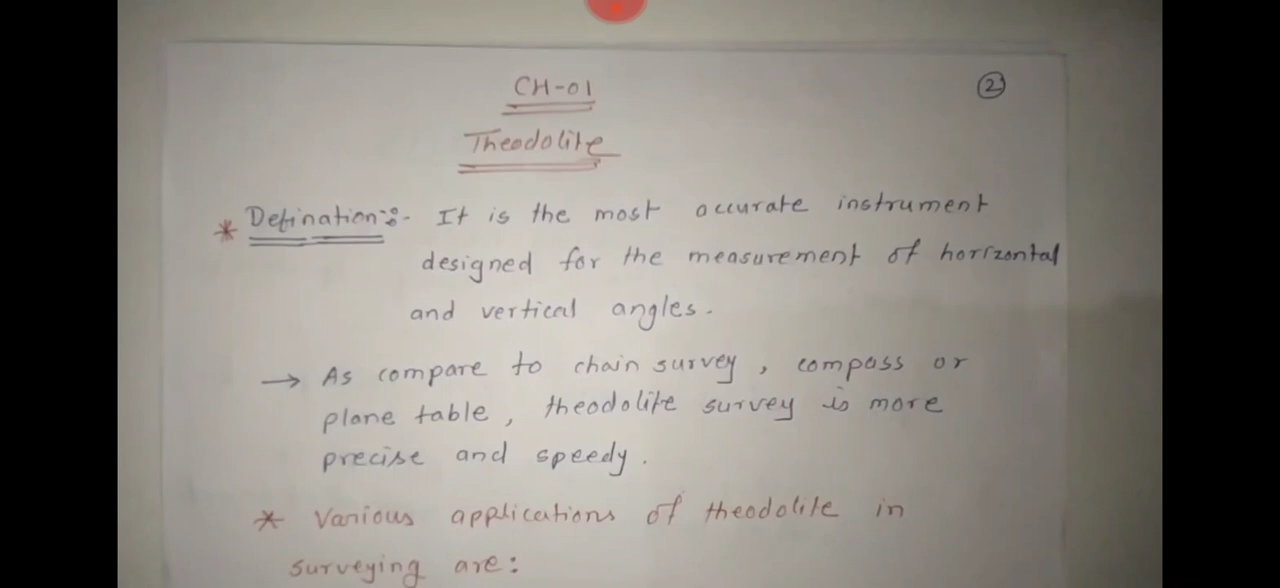 CH-01
2
Theodolite
* Defination:- It is the most accurate instrument
designed for the measurement of horizontal
and vertical angles.
→ As compare to chain survey, compass or
plane table, theodolite survey is more
precise and speedy.
* Various applications of theodolite in
surveying are: